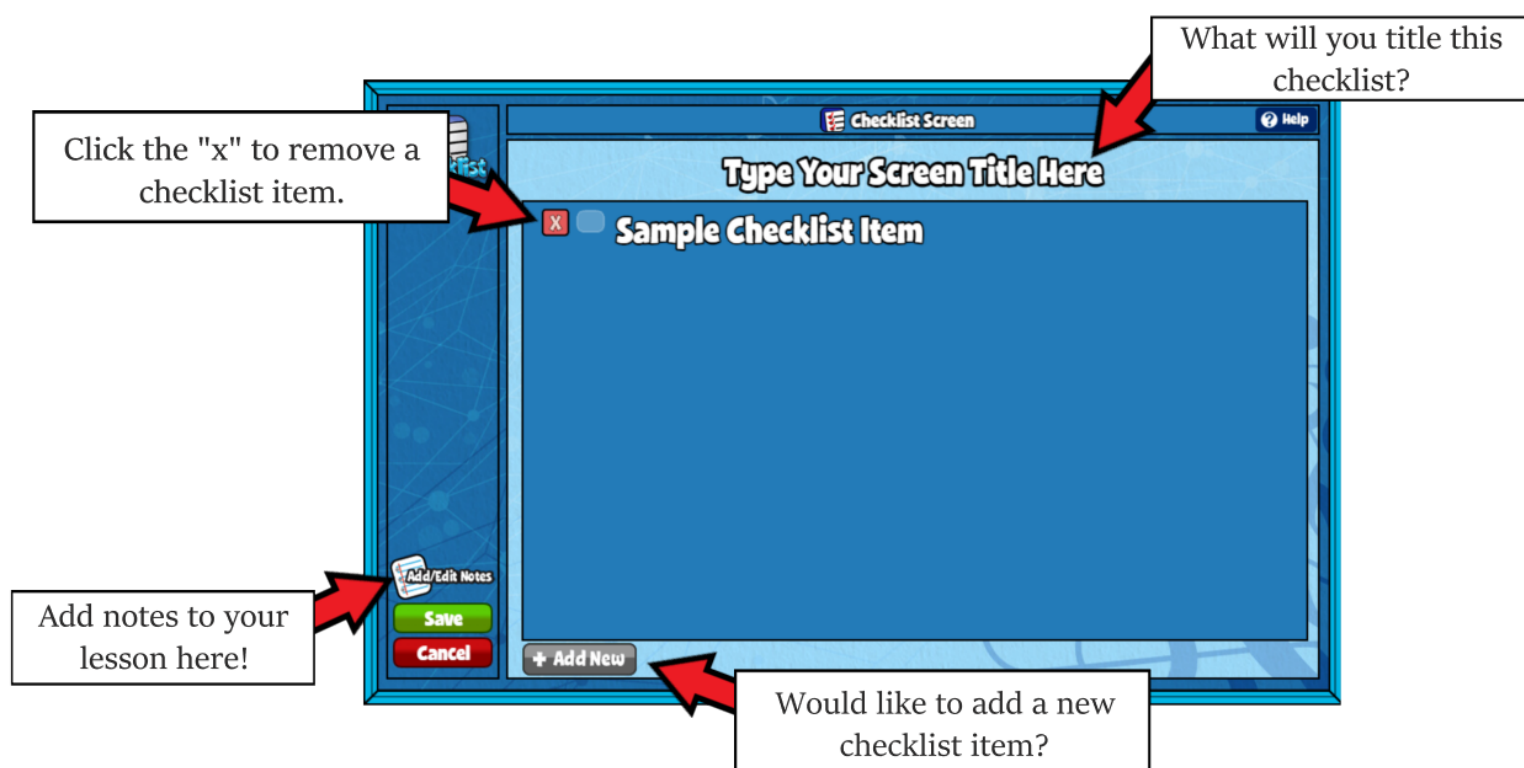 What will you title this
checklist?
Checklist Screen
Help
Click the "x" to remove a
checklist item.
Type Your Screen Title Here
X
Sample Checklist Item
Add/Edit Notes
Add notes to your
lesson here!
Save
Cancel
+ Add New
Would like to add a new
checklist item?